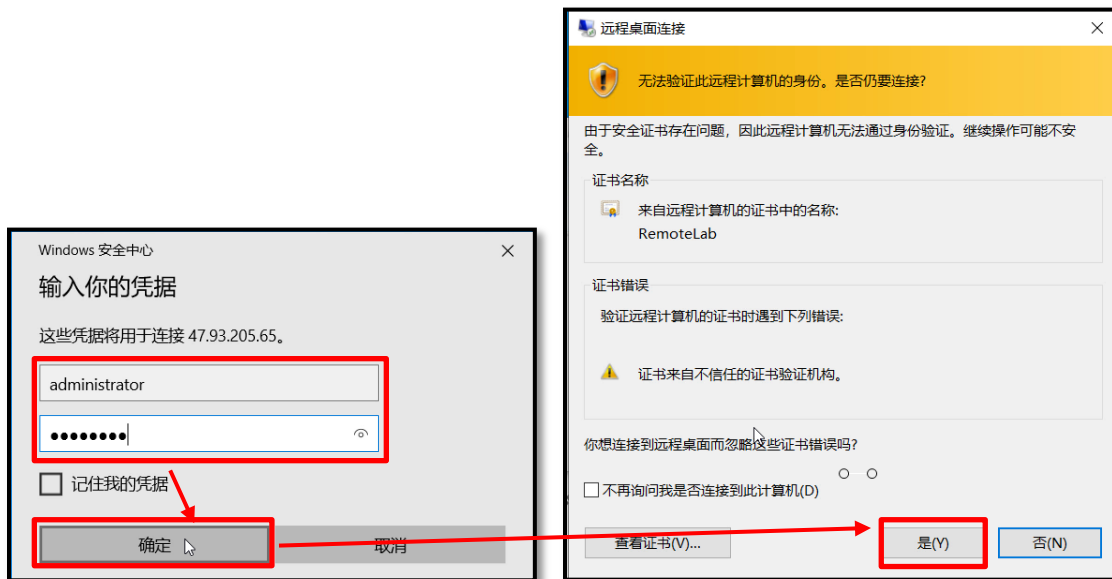 Windows 安全中心
输入你的凭据
这些凭据将用于连接 47.93.205.65。
administrator
●●●●●●●●
记住我的凭据
确定
取消
远程桌面连接
无法验证此远程计算机的身份。是否仍要连接?
由于安全证书存在问题，因此远程计算机无法通过身份验证。继续操作可能不安
全。
证书名称
来自远程计算机的证书中的名称:
RemoteLab
证书错误
验证远程计算机的证书时遇到下列错误:
证书来自不信任的证书验证机构。
你想连接到远程桌面而忽略这些证书错误吗?
不再询问我是否连接到此计算机(D)
查看证书(V)...
是(Y)
否(N)